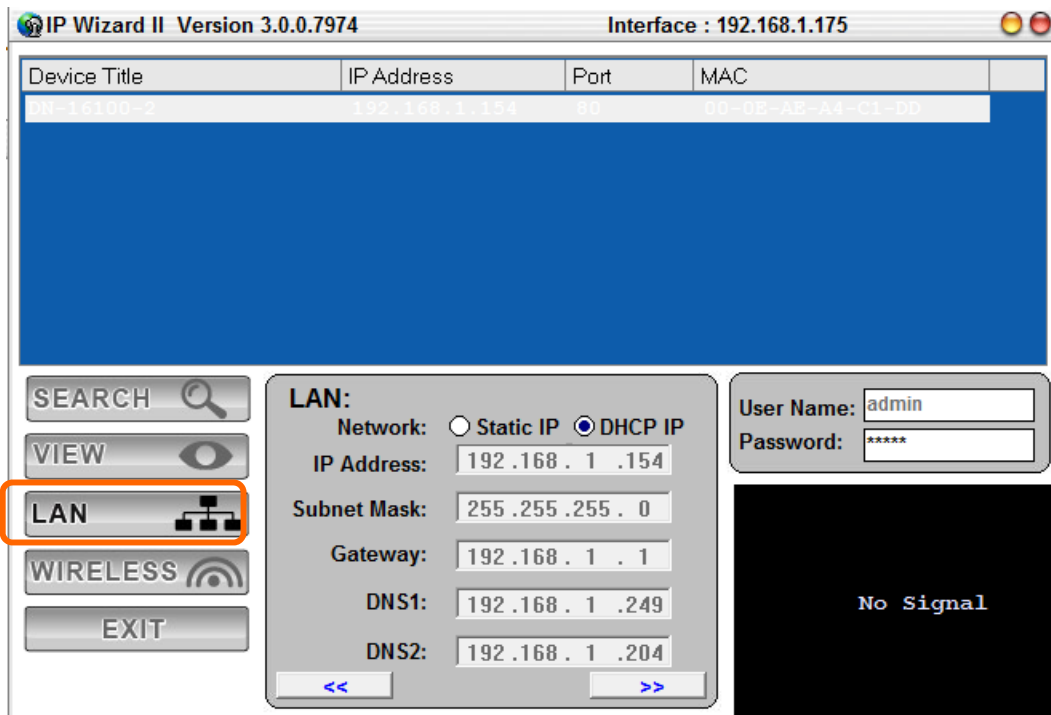 IP Wizard II Version 3.0.0.7974 Interface : 192.168.1.175
Device Title IP Address Port MAC
DN-16100-2 192.168.1.154 80 00-0E-AE-A4-C1-DD
SEARCH
VIEW
LAN
WIRELESS
EXIT
LAN:
Network: Static IP DHCP IP
IP Address: 192 .168 . 1 .154
Subnet Mask: 255 .255 .255 . 0
Gateway: 192 .168 . 1 . 1
DNS1: 192 .168 . 1 .249
DNS2: 192 .168 . 1 .204
<< >>
User Name: admin
Password: *****
No Signal